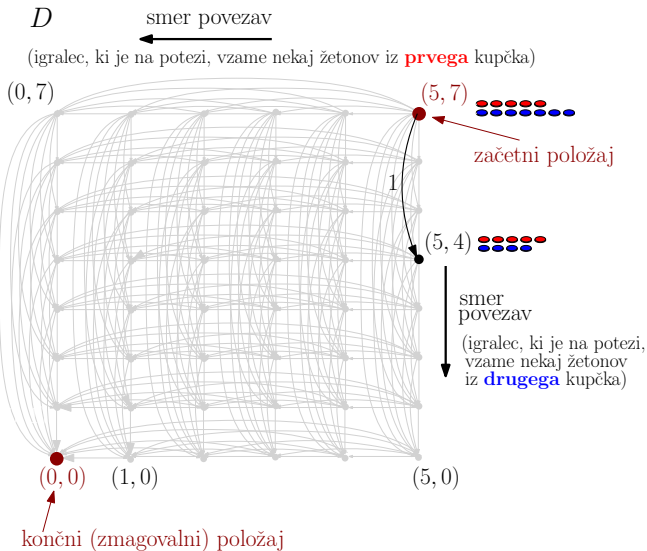 D
smer povezav
(igralec, ki je na potezi, vzame nekaj žetonov iz prvega kupčka)
(0, 7)
(5, 7)
začetni položaj
1
(5, 4)
smer
povezav
(igralec, ki je na potezi,
vzame nekaj žetonov
iz drugega kupčka)
(0, 0)
(1, 0)
(5, 0)
končni (zmagovalni) položaj